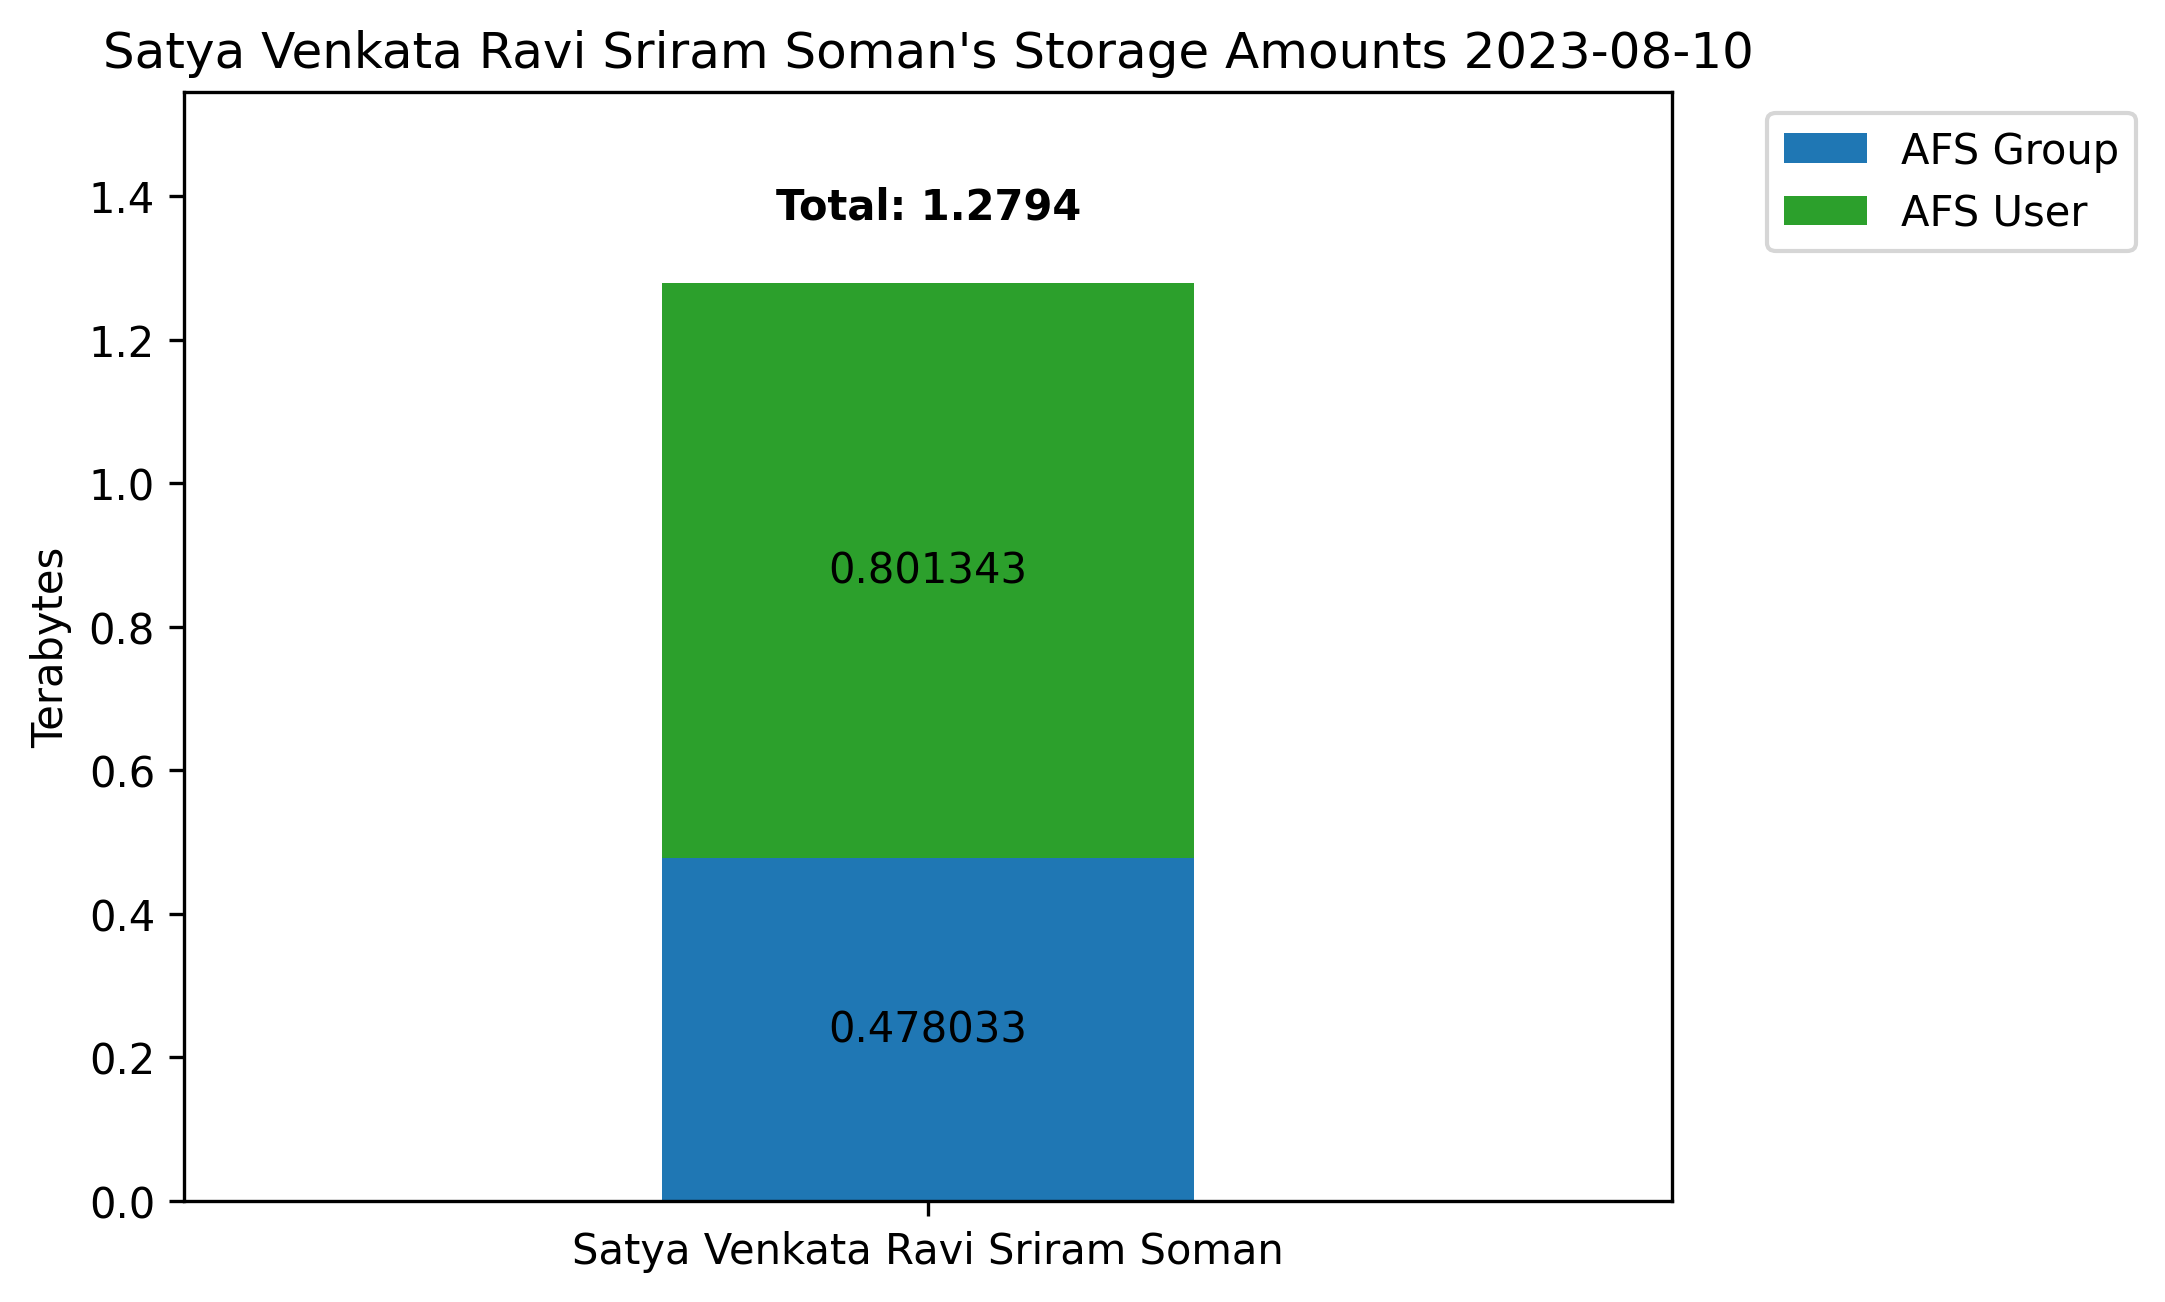 Satya Venkata Ravi Sriram Soman's Storage Amounts 2023-08-10
AFS Group
AFS User
Total: 1.2794
0.801343
0.478033
Terabytes
1.4
1.2
1.0
0.8
0.6
0.4
0.2
0.0
Satya Venkata Ravi Sriram Soman